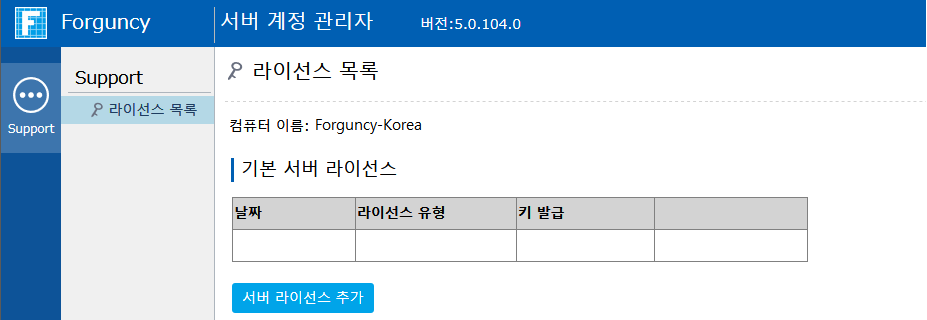 Forguncy 서버 계정 관리자 버전:5.0.104.0
Support
Support
라이선스 목록
라이선스 목록
컴퓨터 이름: Forguncy-Korea
기본 서버 라이선스
날짜 라이선스 유형 키 발급
서버 라이선스 추가